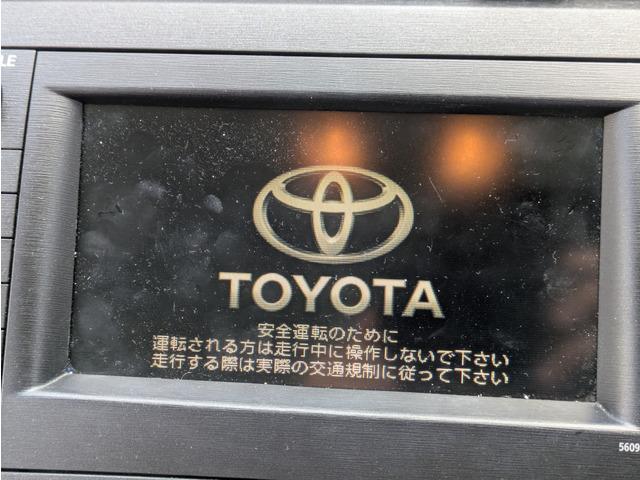 LE
TOYOTA
安全運転のために
運転される方は走行中に操作しないで下さい
走行する際は実際の交通規制に従って下さい
5609